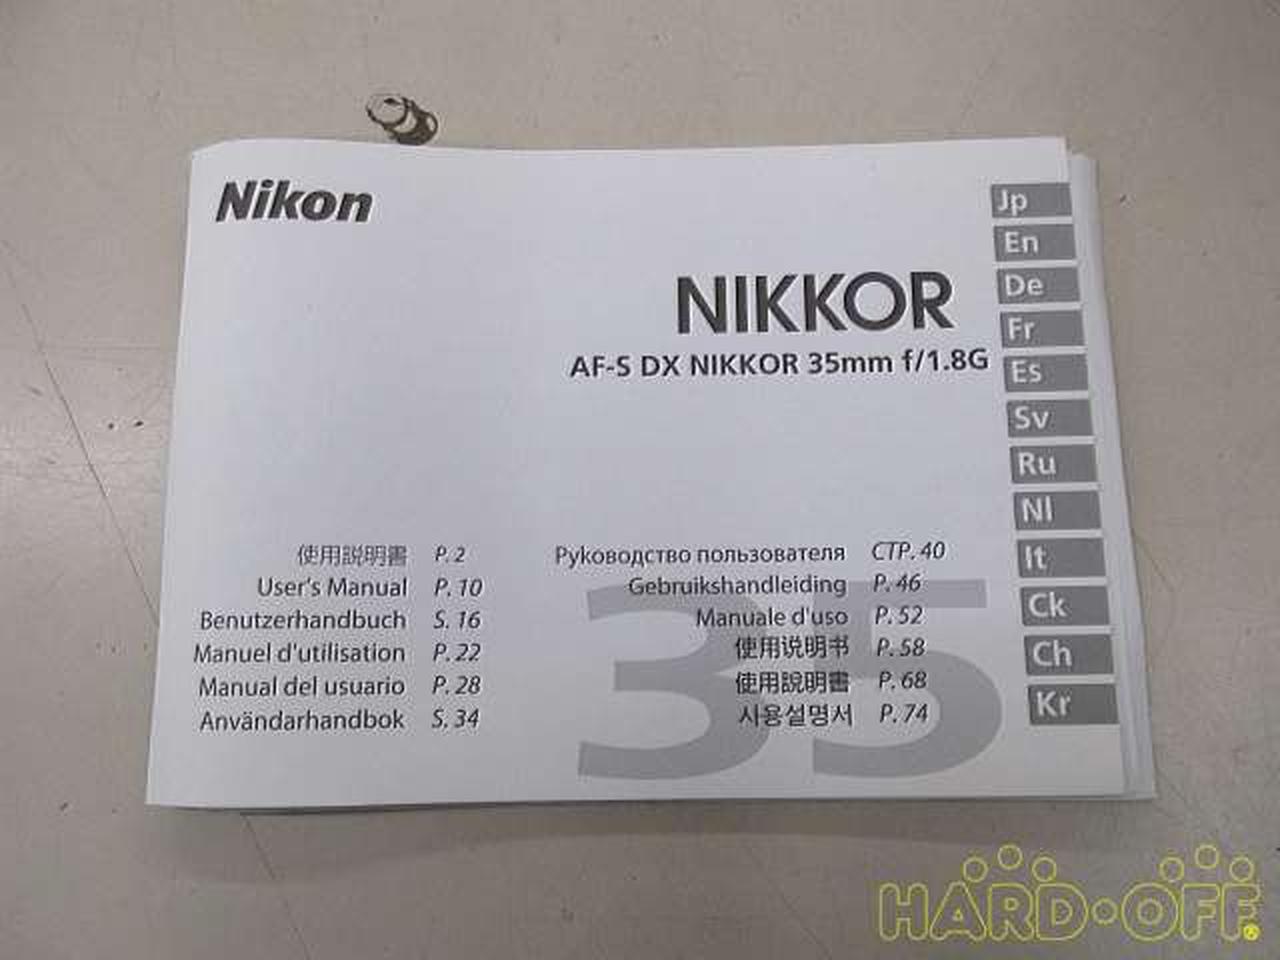 Nikon
NIKKOR
AF-S DX NIKKOR 35mm f/1.8G
Jp
En
De
Fr
Es
Sv
Ru
Nl
It
Ck
Ch
Kr
使用説明書 P. 2
User's Manual P. 10
Benutzerhandbuch S. 16
Manuel d'utilisation P. 22
Manual del usuario P. 28
Användarhandbok S. 34
Руководство пользователя СТР. 40
Gebruikshandleiding P. 46
Manuale d'uso P. 52
使用说明书 P. 58
使用說明書 P. 68
사용설명서 P. 74
35
HARD・OFF®